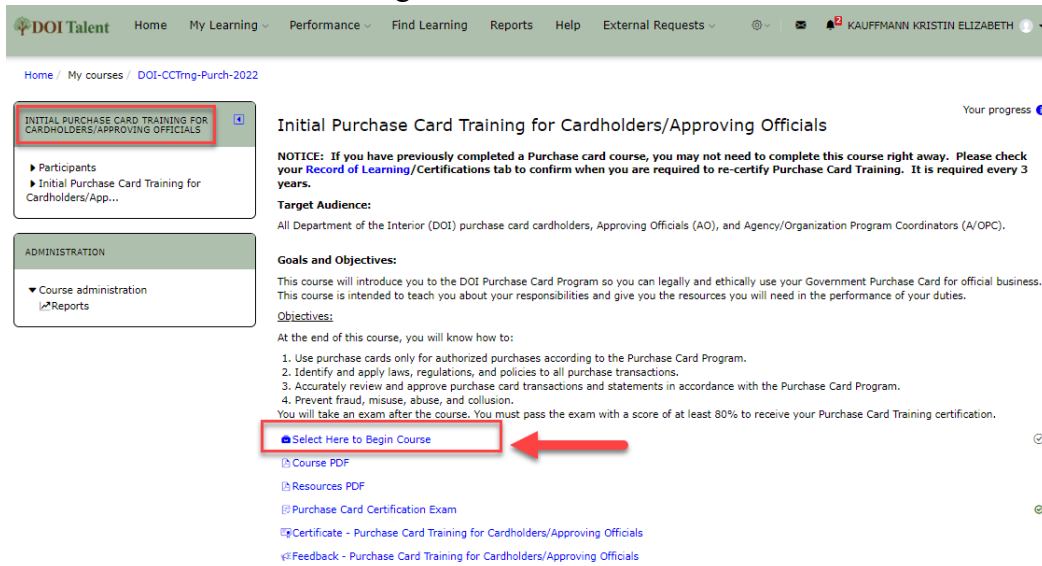 DOI Talent Home My Learning Performance Find Learning Reports Help External Requests 2 KAUFFMANN KRISTIN ELIZABETH
Home / My courses / DOI-CCTrng-Purch-2022
INITIAL PURCHASE CARD TRAINING FOR
CARDHOLDERS/APPROVING OFFICIALS
Participants
Initial Purchase Card Training for
Cardholders/App...
ADMINISTRATION
Course administration
Reports
Your progress
Initial Purchase Card Training for Cardholders/Approving Officials
NOTICE: If you have previously completed a Purchase card course, you may not need to complete this course right away. Please check
your Record of Learning/Certifications tab to confirm when you are required to re-certify Purchase Card Training. It is required every 3
years.
Target Audience:
All Department of the Interior (DOI) purchase card cardholders, Approving Officials (AO), and Agency/Organization Program Coordinators (A/OPC).
Goals and Objectives:
This course will introduce you to the DOI Purchase Card Program so you can legally and ethically use your Government Purchase Card for official business.
This course is intended to teach you about your responsibilities and give you the resources you will need in the performance of your duties.
Objectives:
At the end of this course, you will know how to:
1. Use purchase cards only for authorized purchases according to the Purchase Card Program.
2. Identify and apply laws, regulations, and policies to all purchase transactions.
3. Accurately review and approve purchase card transactions and statements in accordance with the Purchase Card Program.
4. Prevent fraud, misuse, abuse, and collusion.
You will take an exam after the course. You must pass the exam with a score of at least 80% to receive your Purchase Card Training certification.
Select Here to Begin Course
Course PDF
Resources PDF
Purchase Card Certification Exam
Certificate - Purchase Card Training for Cardholders/Approving Officials
Feedback - Purchase Card Training for Cardholders/Approving Officials